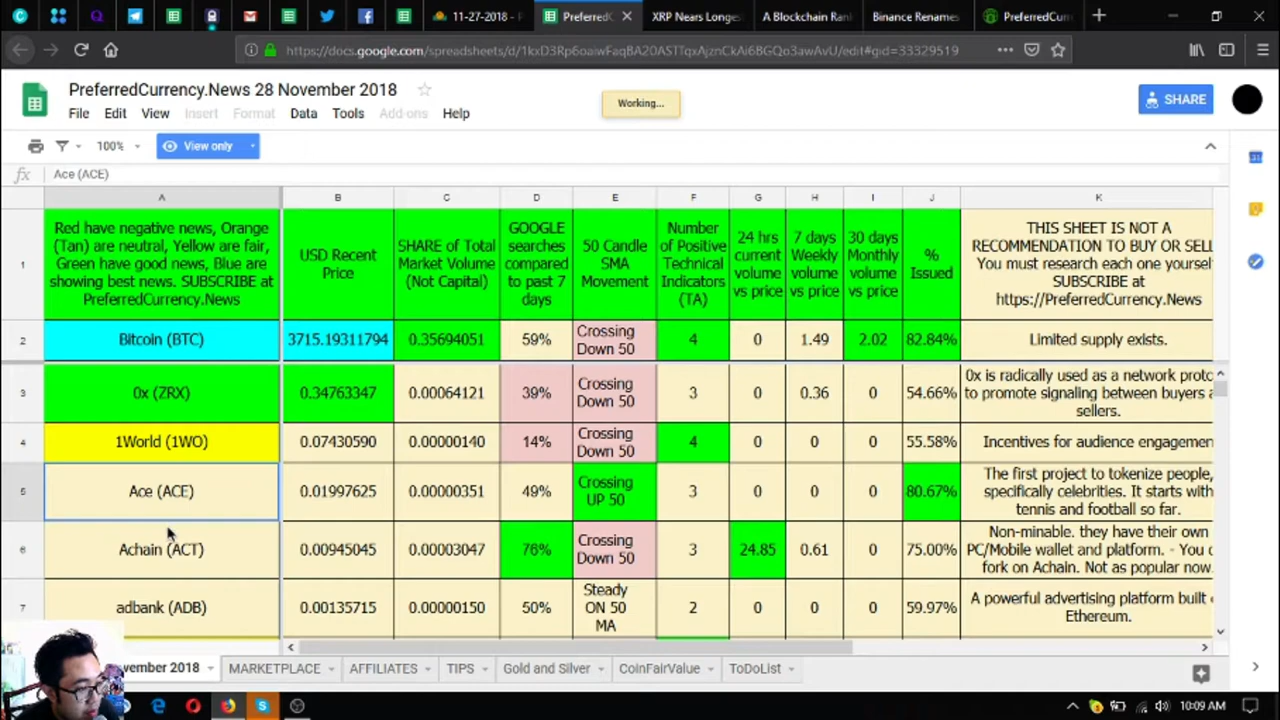 11-27-2018 - P
PreferredC
XRP Nears Longes
A Blockchain Ran
Binance Renames
PreferredCurr
https://docs.google.com/spreadsheets/d/1kxD3Rp6oaiwFaqBA20ASTTqxAjznCkAi6BGQo3awAvU/edit#gid=33329519
PreferredCurrency.News 28 November 2018
Working...
SHARE
File Edit View Insert Format Data Tools Add-ons Help
100% View only
fx Ace (ACE)
A B C D E F G H I J K
1
Red have negative news, Orange
(Tan) are neutral, Yellow are fair,
Green have good news, Blue are
showing best news. SUBSCRIBE at
PreferredCurrency.News
USD Recent
Price
SHARE of Total
Market Volume
(Not Capital)
GOOGLE
searches
compared
to past 7
days
50 Candle
SMA
Movement
Number
of Positive
Technical
Indicators
(TA)
24 hrs
current
volume
vs price
7 days
Weekly
volume
vs price
30 days
Monthly
volume
vs price
%
Issued
THIS SHEET IS NOT A
RECOMMENDATION TO BUY OR SELL
You must research each one yourself
SUBSCRIBE at
https://PreferredCurrency.News
2 Bitcoin (BTC) 3715.19311794 0.35694051 59% Crossing
Down 50 4 0 1.49 2.02 82.84% Limited supply exists.
3 0x (ZRX) 0.34763347 0.00064121 39% Crossing
Down 50 3 0 0.36 0 54.66% 0x is radically used as a network proto
to promote signaling between buyers a
sellers.
4 1World (1WO) 0.07430590 0.00000140 14% Crossing
Down 50 4 0 0 0 55.58% Incentives for audience engagemen
5 Ace (ACE) 0.01997625 0.00000351 49% Crossing
UP 50 3 0 0 0 80.67% The first project to tokenize people,
specifically celebrities. It starts with
tennis and football so far.
6 Achain (ACT) 0.00945045 0.00003047 76% Crossing
Down 50 3 24.85 0.61 0 75.00% Non-minable. they have their own
PC/Mobile wallet and platform. - You c
fork on Achain. Not as popular now.
7 adbank (ADB) 0.00135715 0.00000150 50% Steady
ON 50
MA 2 0 0 0 59.97% A powerful advertising platform built
Ethereum.
vember 2018 MARKETPLACE AFFILIATES TIPS Gold and Silver CoinFairValue ToDoList
10:09 AM